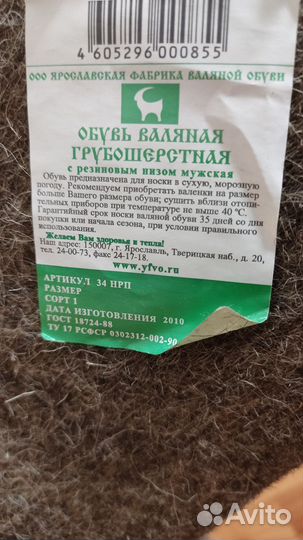 4 605296 000855
ООО ЯРОСЛАВСКАЯ ФАБРИКА ВАЛЯНОЙ ОБУВИ
ОБУВЬ ВАЛЯНАЯ
ГРУБОШЕРСТНАЯ
с резиновым низом мужская
Обувь предназначена для носки в сухую, морозную
погоду. Рекомендуем приобретать валенки на размер
больше Вашего размера обуви; сушить вблизи отопи-
тельных приборов при температуре не выше 40 °С.
Гарантийный срок носки валяной обуви 35 дней со дня
покупки или начала сезона, при условии правильного
использования.
Желаем Вам здоровья и тепла!
Наш адрес: 150007, г. Ярославль, Тверицкая наб., д. 20,
тел. 24-00-73, факс 24-17-18.
www.yfvo.ru
АРТИКУЛ 34 НРП
РАЗМЕР
СОРТ 1
ДАТА ИЗГОТОВЛЕНИЯ 2010
ГОСТ 18724-88
ТУ 17 РСФСР 0302312-002-90
Avito